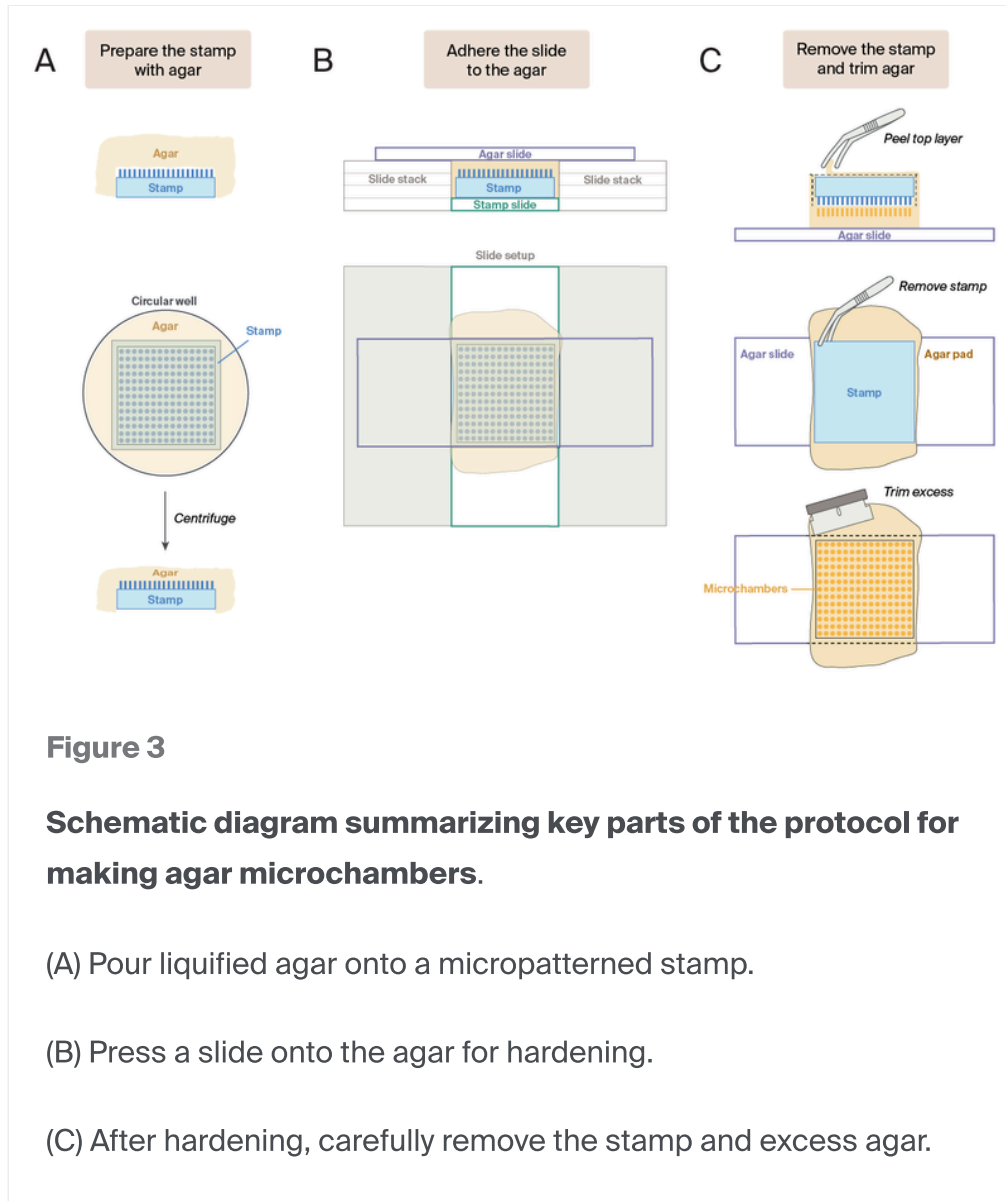 A
Prepare the stamp
with agar
Agar
Stamp
Circular well
Agar
Stamp
Centrifuge
Agar
Stamp
B
Adhere the slide
to the agar
Agar slide
Slide stack
Stamp
Slide stack
Stamp slide
Slide setup
C
Remove the stamp
and trim agar
Peel top layer
Agar slide
Remove stamp
Agar slide
Agar pad
Stamp
Trim excess
Microchambers
Figure 3
Schematic diagram summarizing key parts of the protocol for
making agar microchambers.
(A) Pour liquified agar onto a micropatterned stamp.
(B) Press a slide onto the agar for hardening.
(C) After hardening, carefully remove the stamp and excess agar.